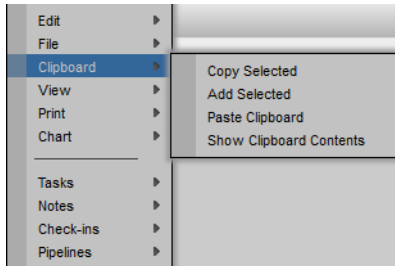 Edit
File
Clipboard
View
Print
Chart
Tasks
Notes
Check-ins
Pipelines
Copy Selected
Add Selected
Paste Clipboard
Show Clipboard Contents